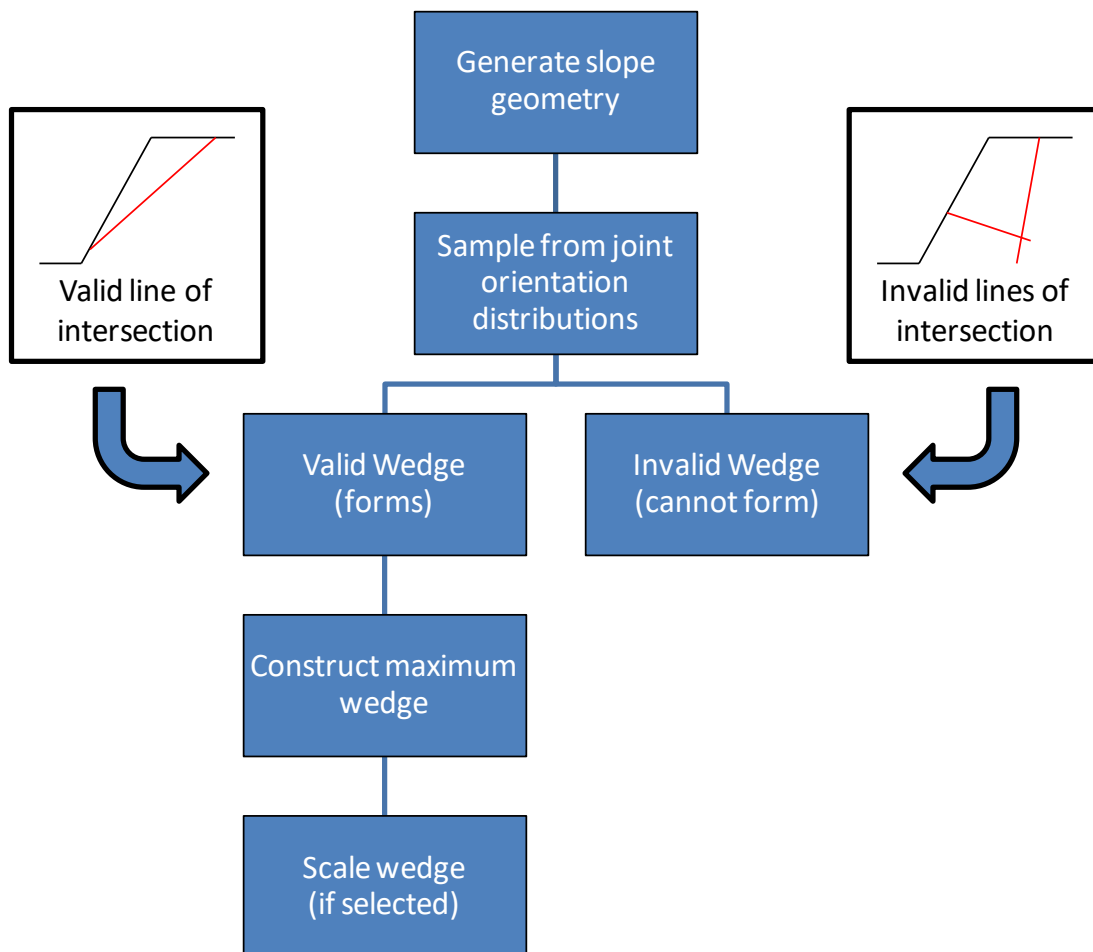 Generate slope
geometry
Valid line of
intersection
Sample from joint
orientation
distributions
Invalid lines of
intersection
Valid Wedge
(forms)
Invalid Wedge
(cannot form)
Construct maximum
wedge
Scale wedge
(if selected)